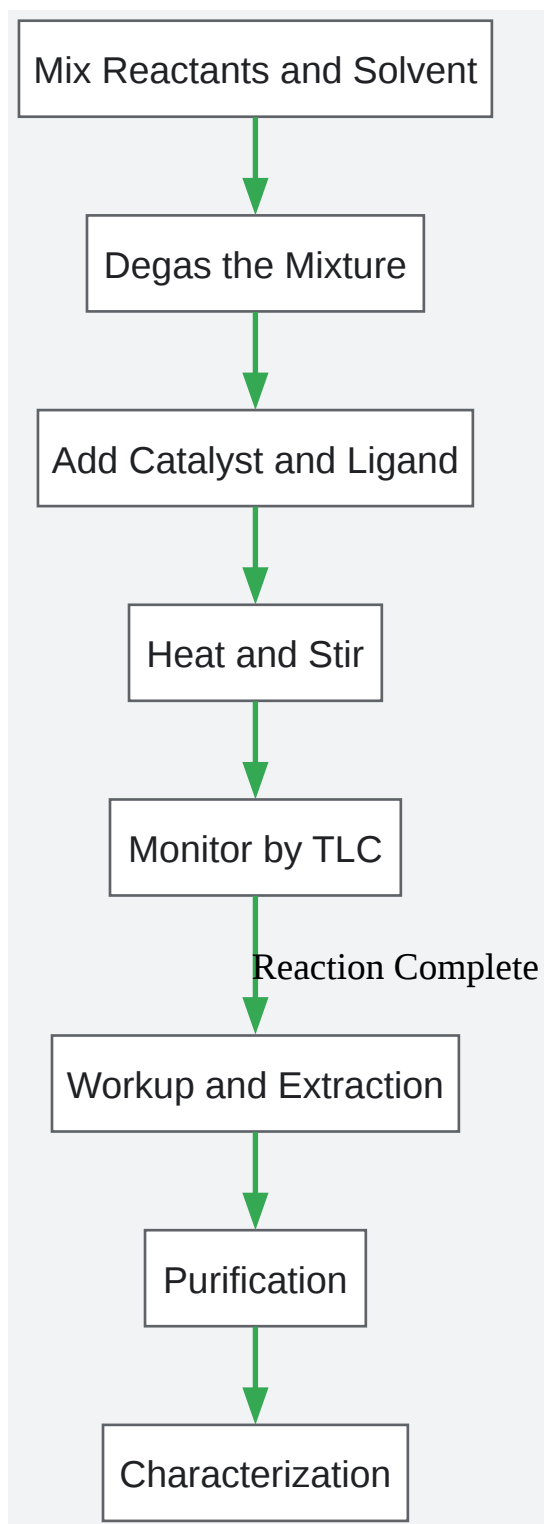 Mix Reactants and Solvent
Degas the Mixture
Add Catalyst and Ligand
Heat and Stir
Monitor by TLC
Reaction Complete
Workup and Extraction
Purification
Characterization